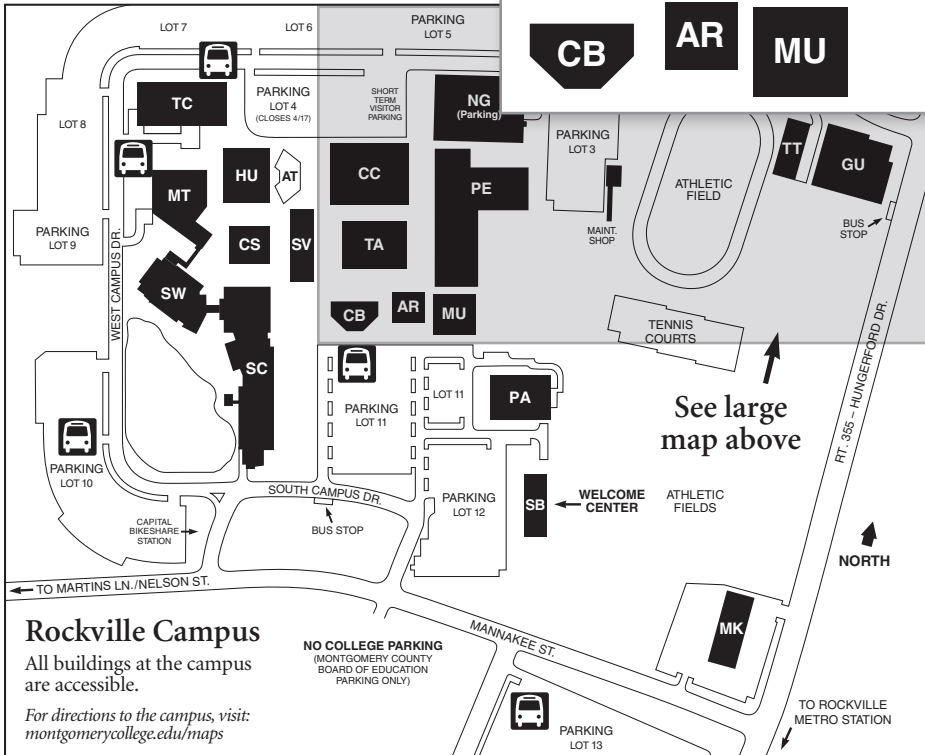 CB
AR
MU
LOT 7
LOT 6
PARKING
LOT 5
TC
PARKING
LOT 4
(CLOSES 4/17)
SHORT
TERM
VISITOR
PARKING
NG
(Parking)
LOT 8
PARKING
LOT 3
TT
GU
HU
AT
CC
PE
ATHLETIC
FIELD
MT
MAINT.
SHOP
BUS
STOP
PARKING
LOT 9
CS
SV
TA
WEST CAMPUS DR.
SW
CB
AR
MU
TENNIS
COURTS
SC
RT. 355 – HUNGERFORD DR.
PARKING
LOT 11
LOT 11
PA
See large
map above
PARKING
LOT 10
SOUTH CAMPUS DR.
PARKING
LOT 12
SB
WELCOME
CENTER
ATHLETIC
FIELDS
CAPITAL
BIKESHARE
STATION
BUS STOP
NORTH
TO MARTINS LN./NELSON ST.
MANNAKEE ST.
MK
Rockville Campus
All buildings at the campus
are accessible.
For directions to the campus, visit:
montgomerycollege.edu/maps
NO COLLEGE PARKING
(MONTGOMERY COUNTY
BOARD OF EDUCATION
PARKING ONLY)
PARKING
LOT 13
TO ROCKVILLE
METRO STATION